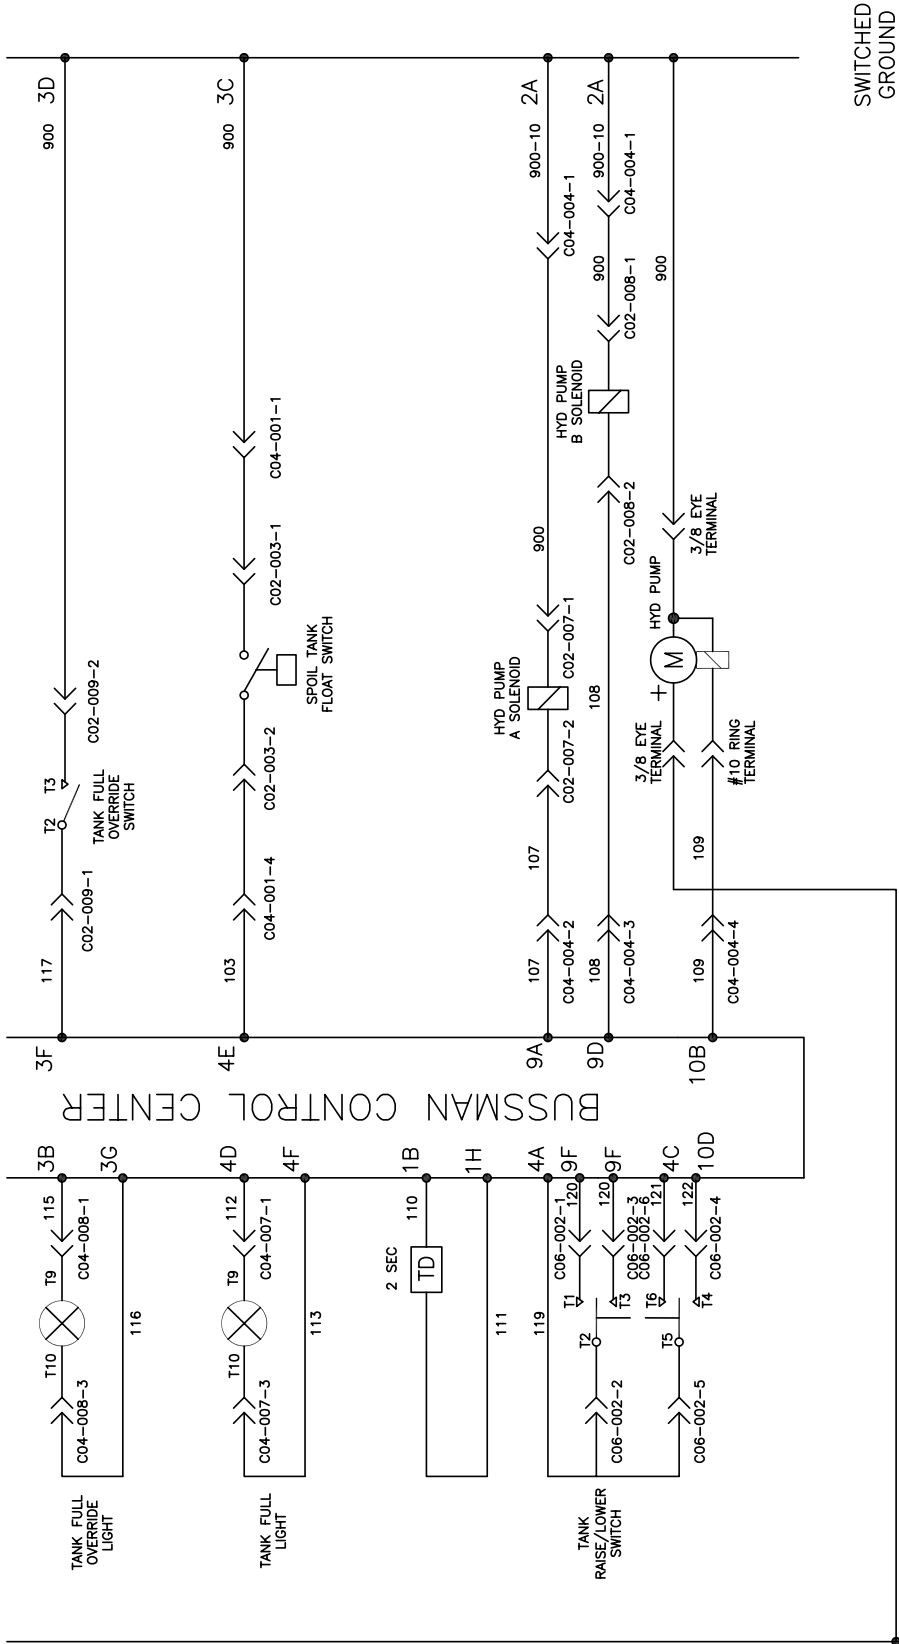 SWITCHED
GROUND
3D
900
C02-009-2
T3
T2
TANK FULL
OVERRIDE
SWITCH
C02-009-1
117
3F
3C
900
C04-001-1
C02-003-1
SPOIL TANK
FLOAT SWITCH
C02-003-2
C04-001-4
103
4E
2A
900-10
C04-004-1
900
C02-007-1
HYD PUMP
A SOLENOID
C02-007-2
107
107
C04-004-2
9A
2A
900-10
C04-004-1
900
C02-008-1
HYD PUMP
B SOLENOID
C02-008-2
108
108
C04-004-3
9D
900
3/8 EYE
TERMINAL
HYD PUMP
M
+
3/8 EYE
TERMINAL
#10 RING
TERMINAL
109
109
C04-004-4
10B
BUSSMAN CONTROL CENTER
3B
115
C04-008-1
T9
T10
C04-008-3
3G
116
TANK FULL
OVERRIDE
LIGHT
4D
112
C04-007-1
T9
T10
C04-007-3
4F
113
TANK FULL
LIGHT
1B
110
2 SEC
TD
1H
111
4A
119
9F
120
C06-002-1
T1
9F
120
C06-002-3
T3
T2
C06-002-2
4C
121
C06-002-6
T6
10D
122
C06-002-4
T4
T5
C06-002-5
TANK
RAISE/LOWER
SWITCH